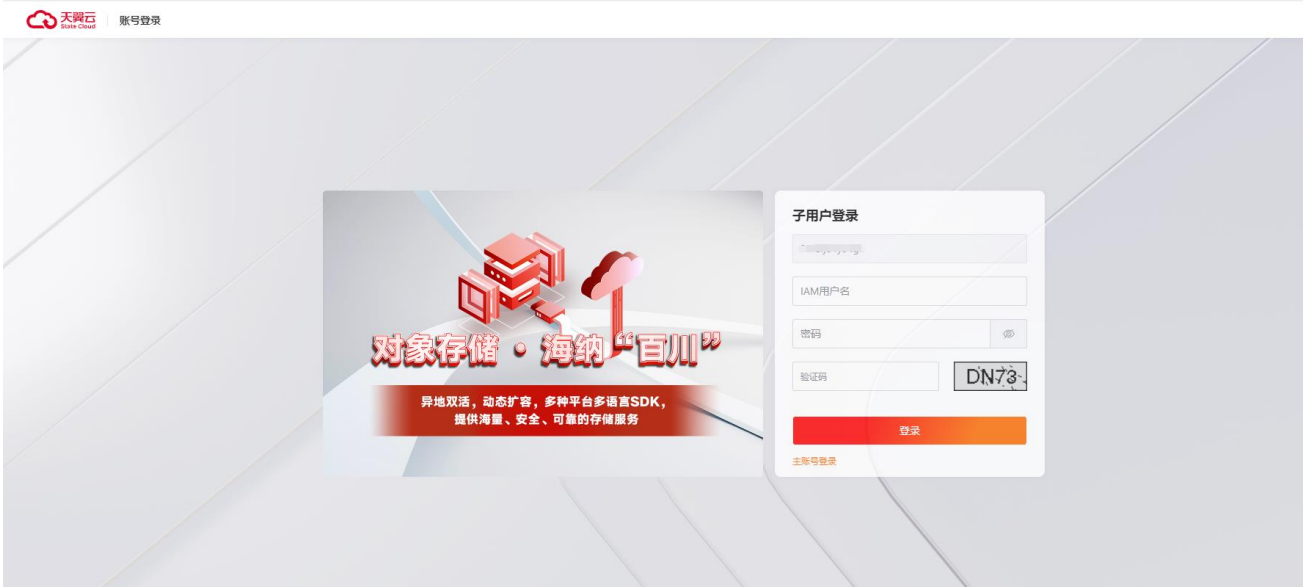 天翼云
State Cloud
账号登录
子用户登录
IAM用户名
密码
验证码
DN73
登录
主账号登录
对象存储·海纳“百川”
异地双活，动态扩容，多种平台多语言SDK，
提供海量、安全、可靠的存储服务